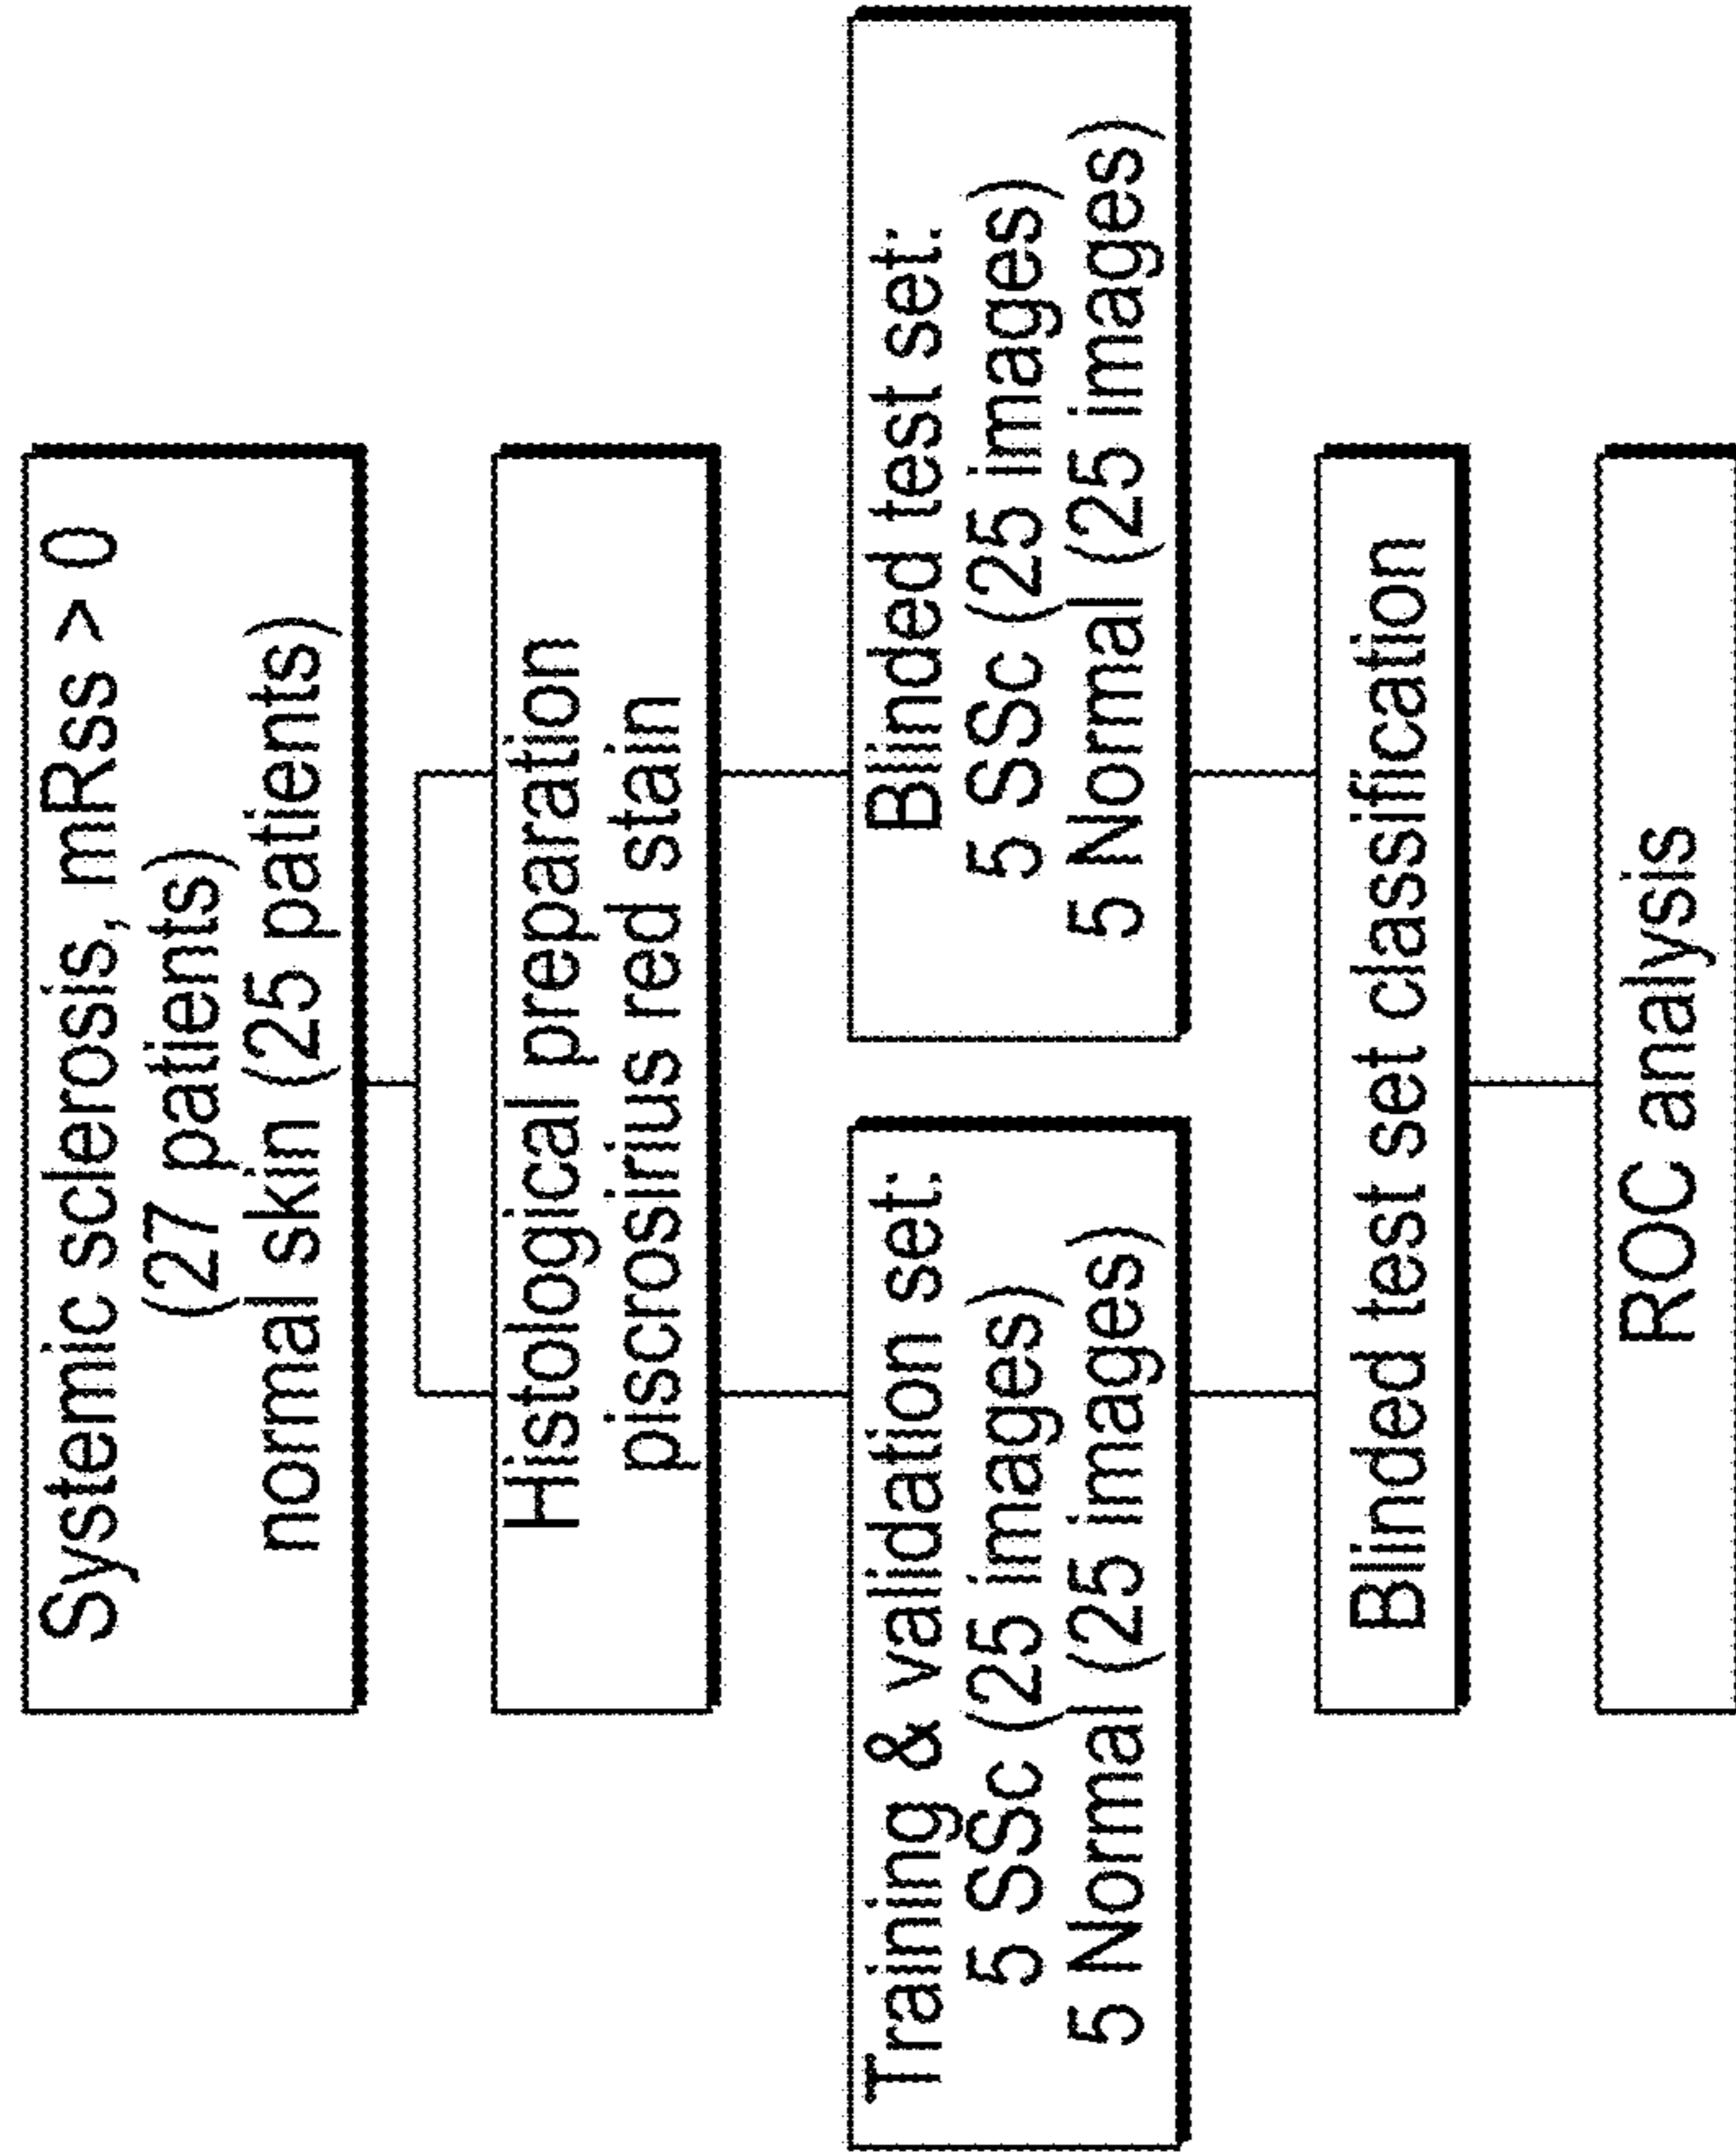 Systemic sclerosis, mRss > 0
(27 patients)
normal skin (25 patients)
Histological preparation
piscrosirius red stain
Training & validation set:
5 SSc (25 images)
5 Normal (25 images)
Blinded test set:
5 SSc (25 images)
5 Normal (25 images)
Blinded test set classification
ROC analysis